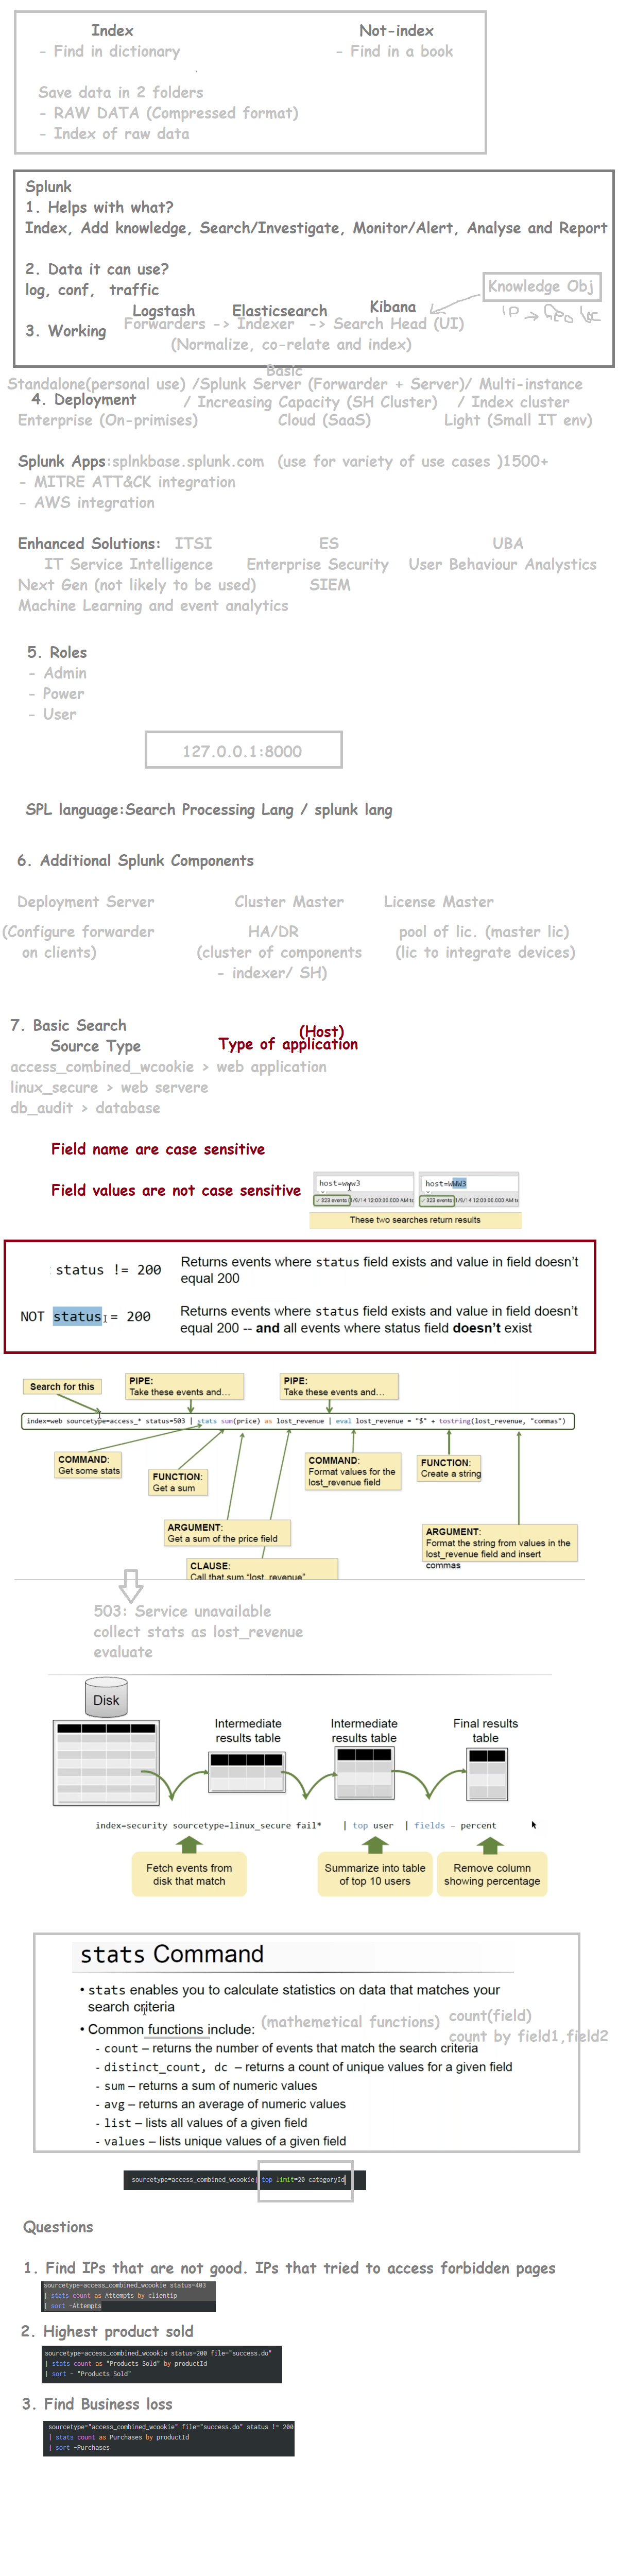 Index Not-index
- Find in dictionary - Find in a book
Save data in 2 folders
- RAW DATA (Compressed format)
- Index of raw data
Splunk
1. Helps with what?
Index, Add knowledge, Search/Investigate, Monitor/Alert, Analyse and Report
2. Data it can use?
log, conf, traffic
Knowledge Obj
Logstash Elasticsearch Kibana
IP → Geo loc
3. Working Forwarders -> Indexer -> Search Head (UI)
(Normalize, co-relate and index)
Basic
Standalone(personal use) /Splunk Server (Forwarder + Server)/ Multi-instance
4. Deployment / Increasing Capacity (SH Cluster) / Index cluster
Enterprise (On-primises) Cloud (SaaS) Light (Small IT env)
Splunk Apps:splnkbase.splunk.com (use for variety of use cases )1500+
- MITRE ATT&CK integration
- AWS integration
Enhanced Solutions: ITSI ES UBA
IT Service Intelligence Enterprise Security User Behaviour Analystics
Next Gen (not likely to be used) SIEM
Machine Learning and event analytics
5. Roles
- Admin
- Power
- User
127.0.0.1:8000
SPL language:Search Processing Lang / splunk lang
6. Additional Splunk Components
Deployment Server Cluster Master License Master
(Configure forwarder HA/DR pool of lic. (master lic)
on clients) (cluster of components (lic to integrate devices)
- indexer/ SH)
7. Basic Search
(Host)
Source Type Type of application
access_combined_wcookie > web application
linux_secure > web servere
db_audit > database
Field name are case sensitive
Field values are not case sensitive
host=www3 host=WWW3
These two searches return results
status != 200 Returns events where status field exists and value in field doesn't
equal 200
NOT status = 200 Returns events where status field exists and value in field doesn't
equal 200 -- and all events where status field doesn't exist
PIPE: PIPE:
Search for this Take these events and... Take these events and...
index=web sourcetype=access_* status=503 | stats sum(price) as lost_revenue | eval lost_revenue = "$" + tostring(lost_revenue, "commas")
COMMAND:
Get some stats
FUNCTION:
Get a sum
COMMAND:
Format values for the
lost_revenue field
FUNCTION:
Create a string
ARGUMENT:
Get a sum of the price field
ARGUMENT:
Format the string from values in the
lost_revenue field and insert
commas
CLAUSE:
Call that sum "lost_revenue"
503: Service unavailable
collect stats as lost_revenue
evaluate
Disk
Intermediate
results table
Intermediate
results table
Final results
table
index=security sourcetype=linux_secure fail* | top user | fields - percent
Fetch events from
disk that match
Summarize into table
of top 10 users
Remove column
showing percentage
stats Command
• stats enables you to calculate statistics on data that matches your
search criteria
• Common functions include: (mathemetical functions) count(field)
count by field1,field2
- count – returns the number of events that match the search criteria
- distinct_count, dc – returns a count of unique values for a given field
- sum – returns a sum of numeric values
- avg – returns an average of numeric values
- list – lists all values of a given field
- values – lists unique values of a given field
sourcetype=access_combined_wcookie| top limit=20 categoryId
Questions
1. Find IPs that are not good. IPs that tried to access forbidden pages
sourcetype=access_combined_wcookie status=403
| stats count as Attempts by clientip
| sort -Attempts
2. Highest product sold
sourcetype=access_combined_wcookie status=200 file="success.do"
| stats count as "Products Sold" by productId
| sort - "Products Sold"
3. Find Business loss
sourcetype="access_combined_wcookie" file="success.do" status != 200
| stats count as Purchases by productId
| sort -Purchases